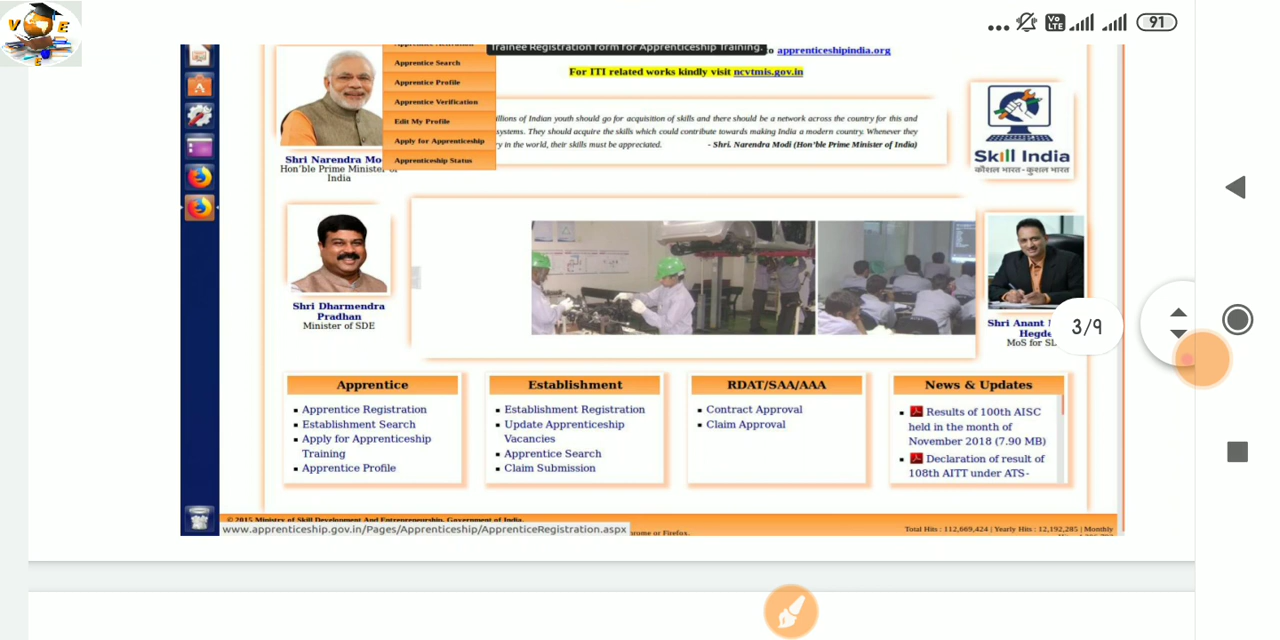 V E
E
Vo
LTE
91
Trainee Registration form for Apprenticeship Training.
to apprenticeshipindia.org
For ITI related works kindly visit ncvtmis.gov.in
Apprentice Search
Apprentice Profile
Apprentice Verification
Edit My Profile
Apply for Apprenticeship
Apprenticeship Status
illions of Indian youth should go for acquisition of skills and there should be a network across the country for this and
systems. They should acquire the skills which could contribute towards making India a modern country. Whenever they
ry in the world, their skills must be appreciated. - Shri. Narendra Modi (Hon'ble Prime Minister of India)
Shri Narendra Mo
Hon'ble Prime Minister of
India
Skill India
कौशल भारत - कुशल भारत
Shri Dharmendra
Pradhan
Minister of SDE
Shri Anant
Hegde
MoS for
3/9
Apprentice
Apprentice Registration
Establishment Search
Apply for Apprenticeship
Training
Apprentice Profile
Establishment
Establishment Registration
Update Apprenticeship
Vacancies
Apprentice Search
Claim Submission
RDAT/SAA/AAA
Contract Approval
Claim Approval
News & Updates
Results of 100th AISC
held in the month of
November 2018 (7.90 MB)
Declaration of result of
108th AITT under ATS-
© 2015 Ministry of Skill Development And Entrepreneurship, Government of India.
www.apprenticeship.gov.in/Pages/Apprenticeship/ApprenticeRegistration.aspx
hrome or Firefox.
Total Hits : 112,669,424 | Yearly Hits : 12,192,285 | Monthly